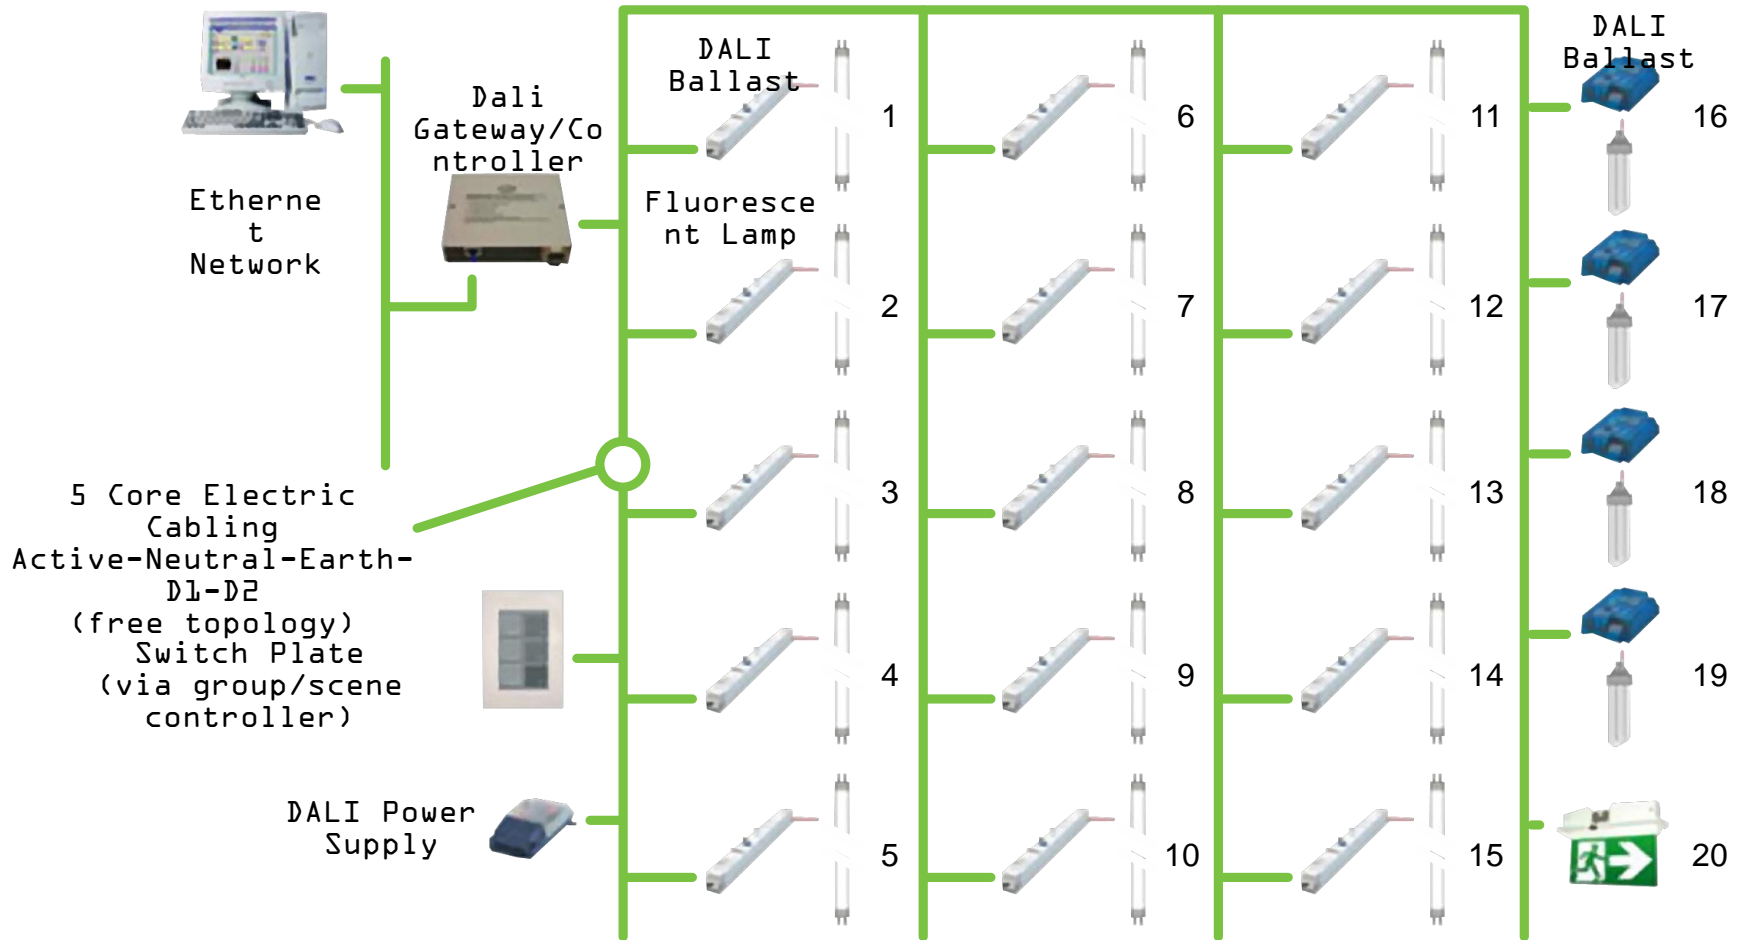 DALI
Ballast
DALI
Ballast
Dali
Gateway/Co
ntroller
Etherne
t
Network
Fluoresce
nt Lamp
1
6
11
16
2
7
12
17
3
8
13
18
4
9
14
19
5
10
15
20
5 Core Electric
Cabling
Active-Neutral-Earth-
D1-D2
(free topology)
Switch Plate
(via group/scene
controller)
DALI Power
Supply